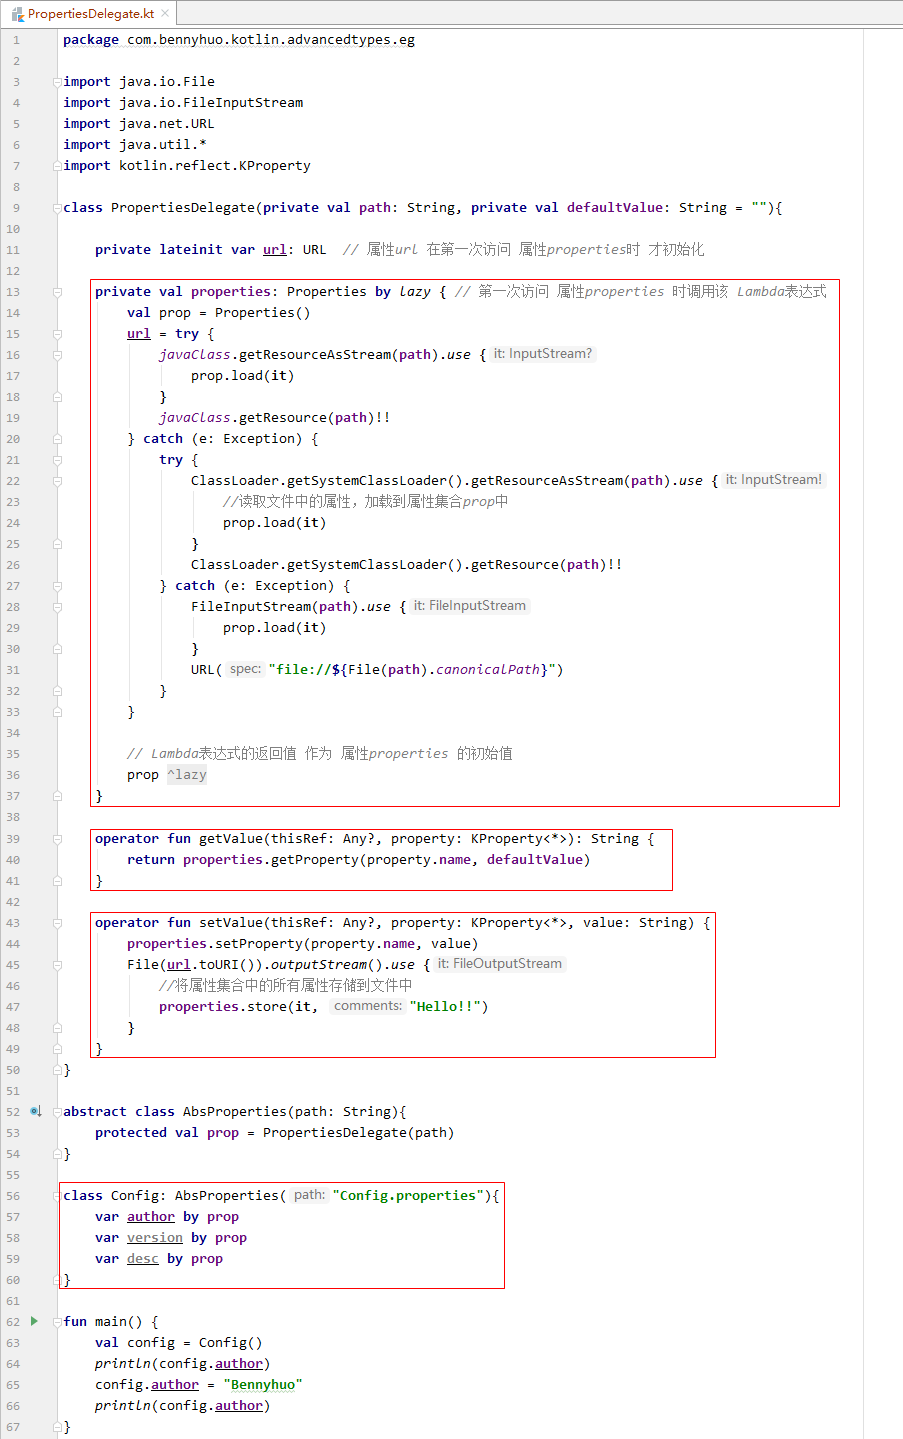 PropertiesDelegate.kt
1 package com.bennyhuo.kotlin.advancedtypes.eg
2
3 import java.io.File
4 import java.io.FileInputStream
5 import java.net.URL
6 import java.util.*
7 import kotlin.reflect.KProperty
8
9 class PropertiesDelegate(private val path: String, private val defaultValue: String = ""){
10
11     private lateinit var url: URL  // 属性url 在第一次访问 属性properties时 才初始化
12
13     private val properties: Properties by lazy { // 第一次访问 属性properties 时调用该 Lambda表达式
14         val prop = Properties()
15         url = try {
16             javaClass.getResourceAsStream(path).use { it: InputStream?
17                 prop.load(it)
18             }
19             javaClass.getResource(path)!!
20         } catch (e: Exception) {
21             try {
22                 ClassLoader.getSystemClassLoader().getResourceAsStream(path).use { it: InputStream!
23                     //读取文件中的属性，加载到属性集合prop中
24                     prop.load(it)
25                 }
26                 ClassLoader.getSystemClassLoader().getResource(path)!!
27             } catch (e: Exception) {
28                 FileInputStream(path).use { it: FileInputStream
29                     prop.load(it)
30                 }
31                 URL( spec: "file://${File(path).canonicalPath}")
32             }
33         }
34
35         // Lambda表达式的返回值 作为 属性properties 的初始值
36         prop ^lazy
37     }
38
39     operator fun getValue(thisRef: Any?, property: KProperty<*>): String {
40         return properties.getProperty(property.name, defaultValue)
41     }
42
43     operator fun setValue(thisRef: Any?, property: KProperty<*>, value: String) {
44         properties.setProperty(property.name, value)
45         File(url.toURI()).outputStream().use { it: FileOutputStream
46             //将属性集合中的所有属性存储到文件中
47             properties.store(it, comments: "Hello!!")
48         }
49     }
50 }
51
52 abstract class AbsProperties(path: String){
53     protected val prop = PropertiesDelegate(path)
54 }
55
56 class Config: AbsProperties( path: "Config.properties"){
57     var author by prop
58     var version by prop
59     var desc by prop
60 }
61
62 fun main() {
63     val config = Config()
64     println(config.author)
65     config.author = "Bennyhuo"
66     println(config.author)
67 }